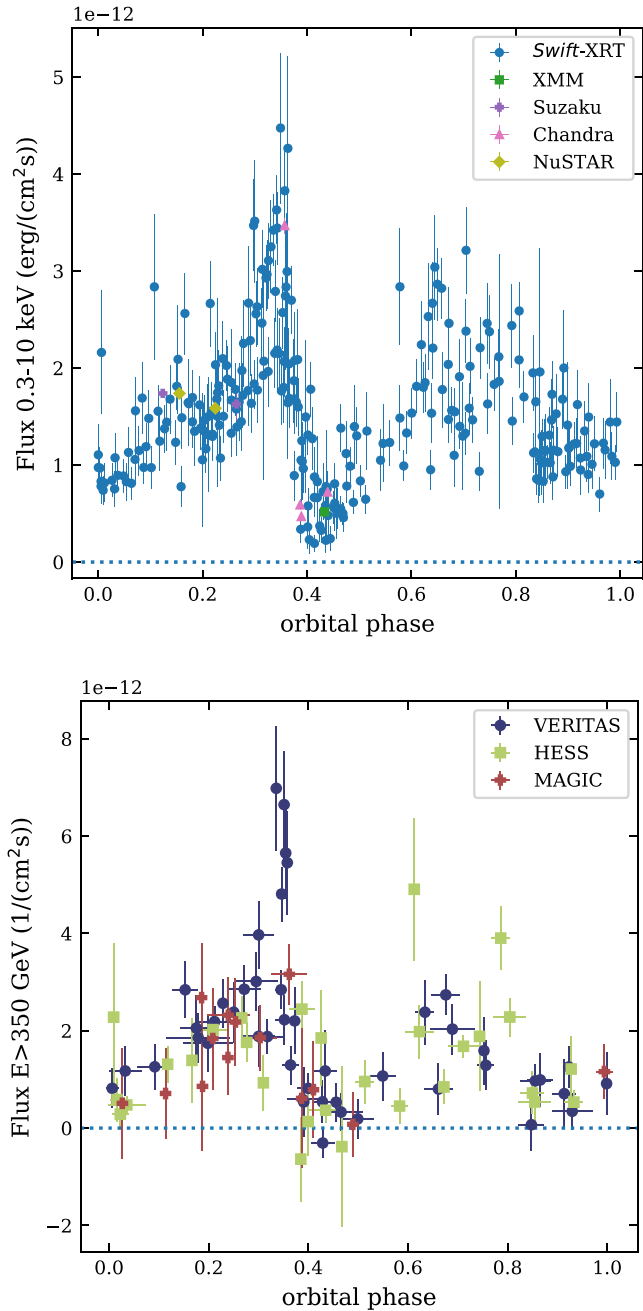 1e−12
Flux 0.3-10 keV (erg/(cm²s))
5
4
3
2
1
0
Swift-XRT
XMM
Suzaku
Chandra
NuSTAR
0.0 0.2 0.4 0.6 0.8 1.0
orbital phase
1e−12
Flux E>350 GeV (1/(cm²s))
8
6
4
2
0
−2
VERITAS
HESS
MAGIC
0.0 0.2 0.4 0.6 0.8 1.0
orbital phase